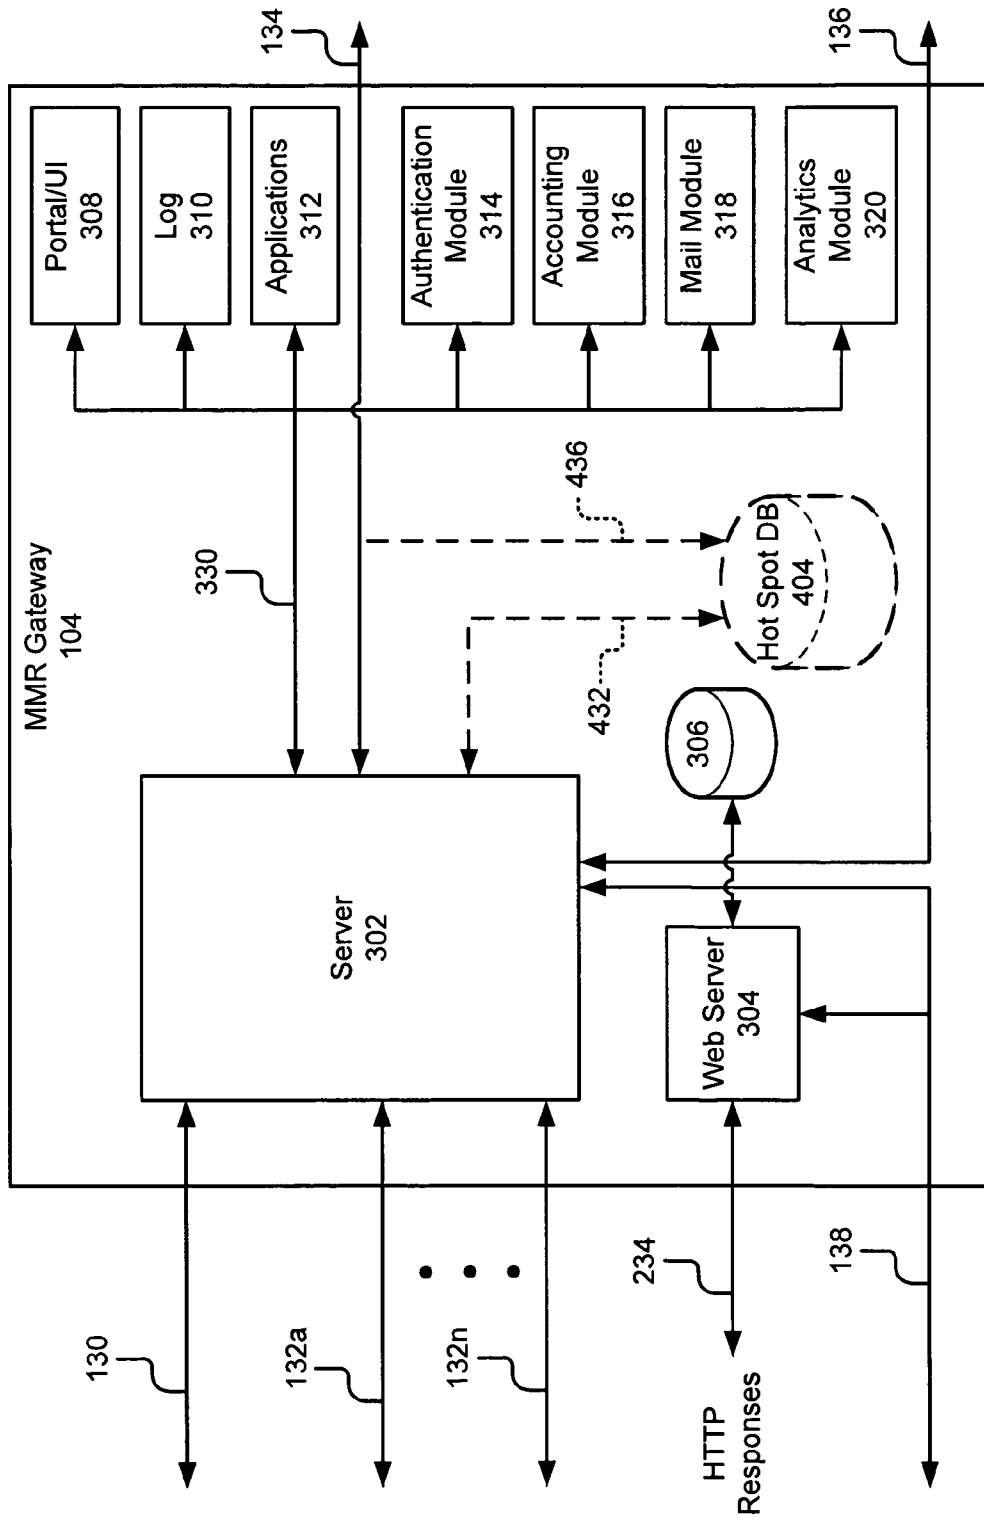 MMR Gateway
104
130
132a
132n
234
HTTP
Responses
138
Server
302
Web Server
304
306
330
432
436
Hot Spot DB
404
Portal/UI
308
Log
310
Applications
312
Authentication
Module
314
Accounting
Module
316
Mail Module
318
Analytics
Module
320
134
136